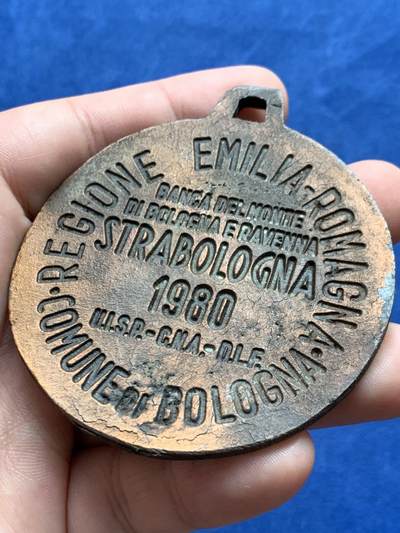 REGIONE EMILIA-ROMAGNA
BANCA DEL MONTE
DI BOLOGNA E RAVENNA
STRABOLOGNA
1980
U.I.S.P.-C.N.A.-D.L.F.
COMUNE DI BOLOGNA